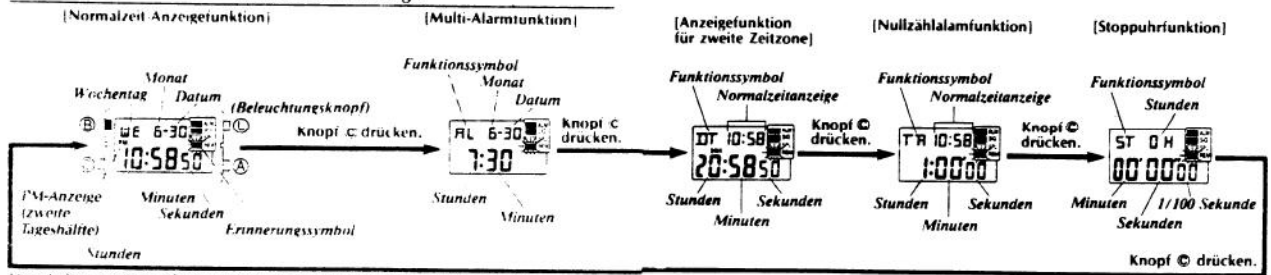 [Normalzeit-Anzeigefunktion]
Monat
Wochentag
Datum
(Beleuchtungsknopf)
Ⓑ
WE 6-30
Ⓛ
PM
10:58 50
Ⓐ
PM-Anzeige
(zweite
Tageshälfte)
Minuten
Sekunden
Erinnerungssymbol
Stunden
Knopf C drücken.
[Multi-Alarmfunktion]
Funktionssymbol
Monat
Datum
AL 6-30
7:30
Stunden
Minuten
Knopf C
drücken.
[Anzeigefunktion
für zweite Zeitzone]
Funktionssymbol
Normalzeitanzeige
DT 10:58
20:58 50
Stunden
Sekunden
Minuten
Knopf ©
drücken.
[Nullzählalamfunktion]
Funktionssymbol
Normalzeitanzeige
TR 10:58
1:00 00
Stunden
Sekunden
Minuten
Knopf ©
drücken.
[Stoppuhrfunktion]
Funktionssymbol
Stunden
ST 0 H
00'00"00
Minuten
1/100 Sekunde
Sekunden
Knopf © drücken.